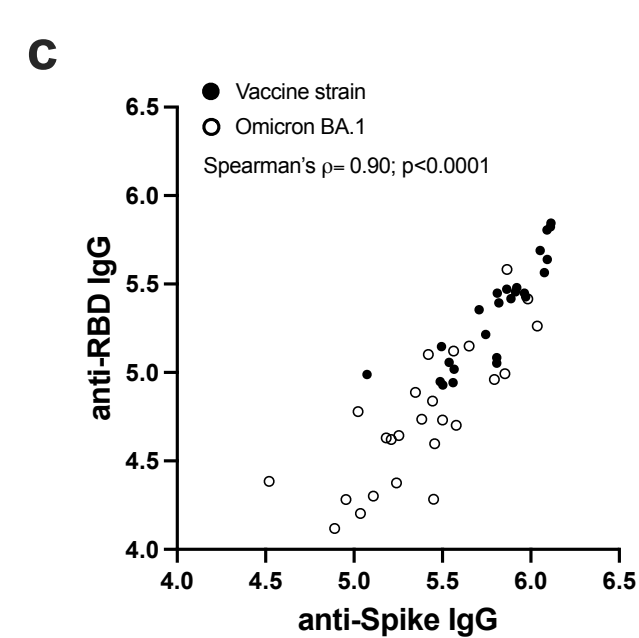 c
Vaccine strain
Omicron BA.1
Spearman's ρ= 0.90; p<0.0001
anti-RBD IgG
6.5
6.0
5.5
5.0
4.5
4.0
4.0 4.5 5.0 5.5 6.0 6.5
anti-Spike IgG